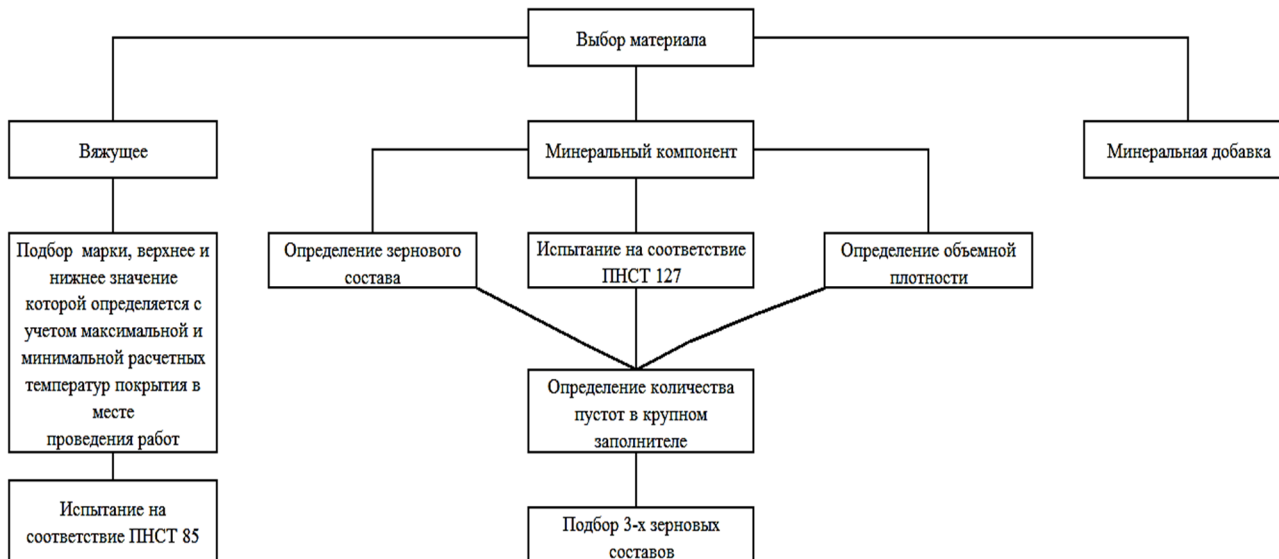 Выбор материала
Вяжущее
Минеральный компонент
Минеральная добавка
Подбор марки, верхнее и
нижнее значение
которой определяется с
учетом максимальной и
минимальной расчетных
температур покрытия в
месте
проведения работ
Определение зернового
состава
Испытание на соответствие
ПНСТ 127
Определение объемной
плотности
Определение количества
пустот в крупном
заполнителе
Испытание на
соответствие ПНСТ 85
Подбор 3-х зерновых
составов